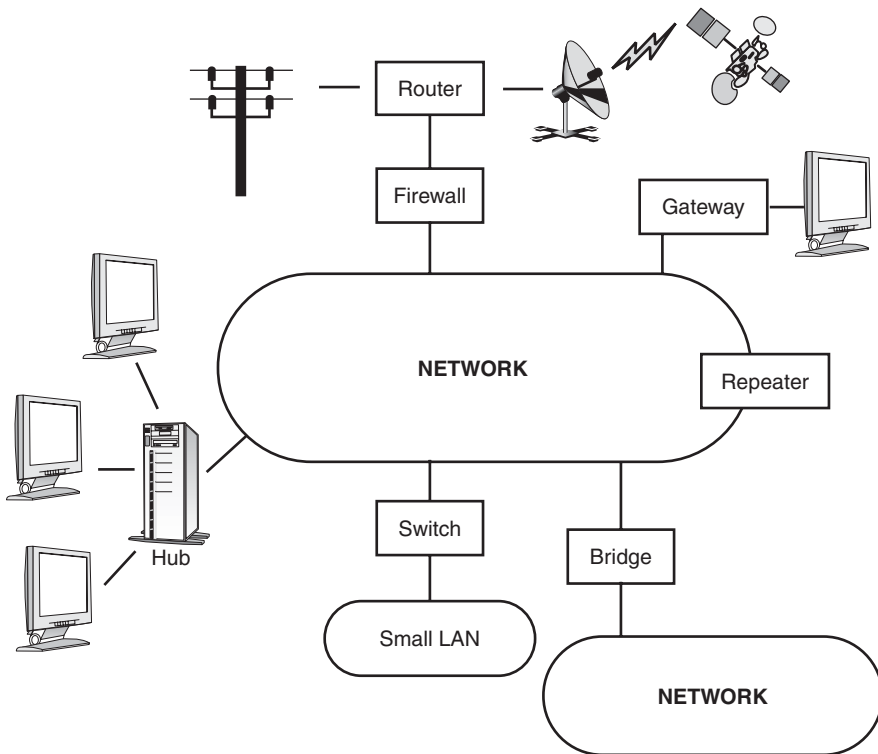 Router
Firewall
Gateway
NETWORK
Repeater
Hub
Switch
Bridge
Small LAN
NETWORK